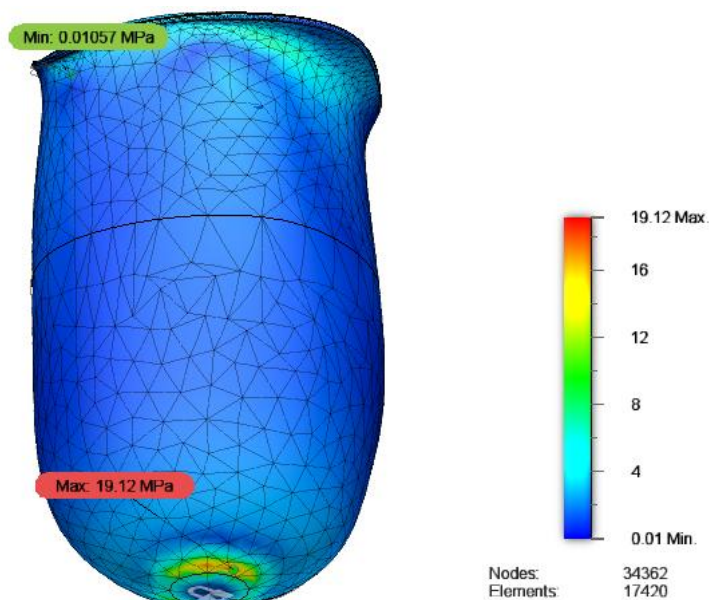 Min: 0.01057 MPa
Max: 19.12 MPa
19.12 Max.
16
12
8
4
0.01 Min.
Nodes: 34362
Elements: 17420